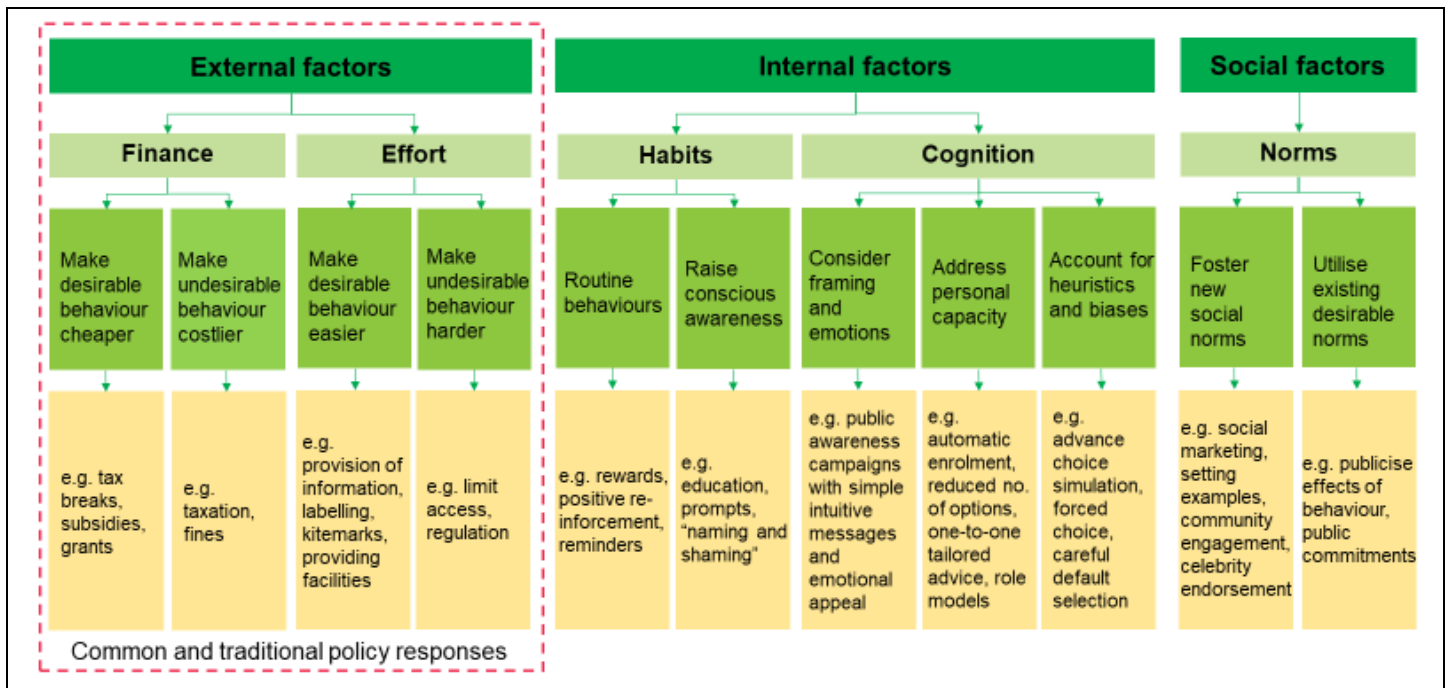 External factors
Internal factors
Social factors
Finance
Effort
Habits
Cognition
Norms
Make
desirable
behaviour
cheaper
Make
undesirable
behaviour
costlier
Make
desirable
behaviour
easier
Make
undesirable
behaviour
harder
Routine
behaviours
Raise
conscious
awareness
Consider
framing
and
emotions
Address
personal
capacity
Account for
heuristics
and biases
Foster
new
social
norms
Utilise
existing
desirable
norms
e.g. tax
breaks,
subsidies,
grants
e.g.
taxation,
fines
e.g.
provision of
information,
labelling,
kitemarks,
providing
facilities
e.g. limit
access,
regulation
e.g. rewards,
positive re-
inforcement,
reminders
e.g.
education,
prompts,
“naming and
shaming”
e.g. public
awareness
campaigns
with simple
intuitive
messages
and
emotional
appeal
e.g.
automatic
enrolment,
reduced no.
of options,
one-to-one
tailored
advice, role
models
e.g.
advance
choice
simulation,
forced
choice,
careful
default
selection
e.g. social
marketing,
setting
examples,
community
engagement,
celebrity
endorsement
e.g. publicise
effects of
behaviour,
public
commitments
Common and traditional policy responses